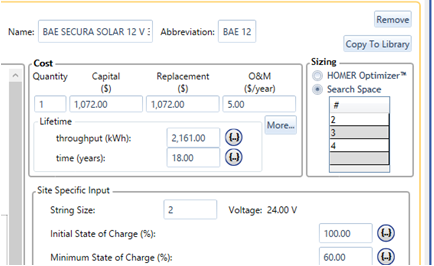 Remove
Name: BAE SECURA SOLAR 12 V Abbreviation: BAE 12
Copy To Library
Cost
Sizing
Quantity Capital ($) Replacement ($) O&M ($/year)
HOMER Optimizer™
Search Space
1 1,072.00 1,072.00 5.00
#
2
3
4
Lifetime
More...
throughput (kWh): 2,161.00 {..}
time (years): 18.00 {..}
Site Specific Input
String Size: 2 Voltage: 24.00 V
Initial State of Charge (%): 100.00 {..}
Minimum State of Charge (%): 60.00 {..}